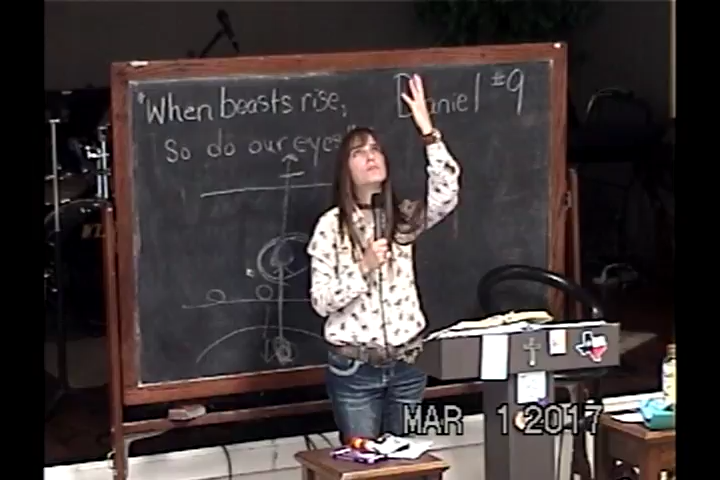 "When beasts rise,
Daniel #9
So do our eyes"
MAR 1 2017